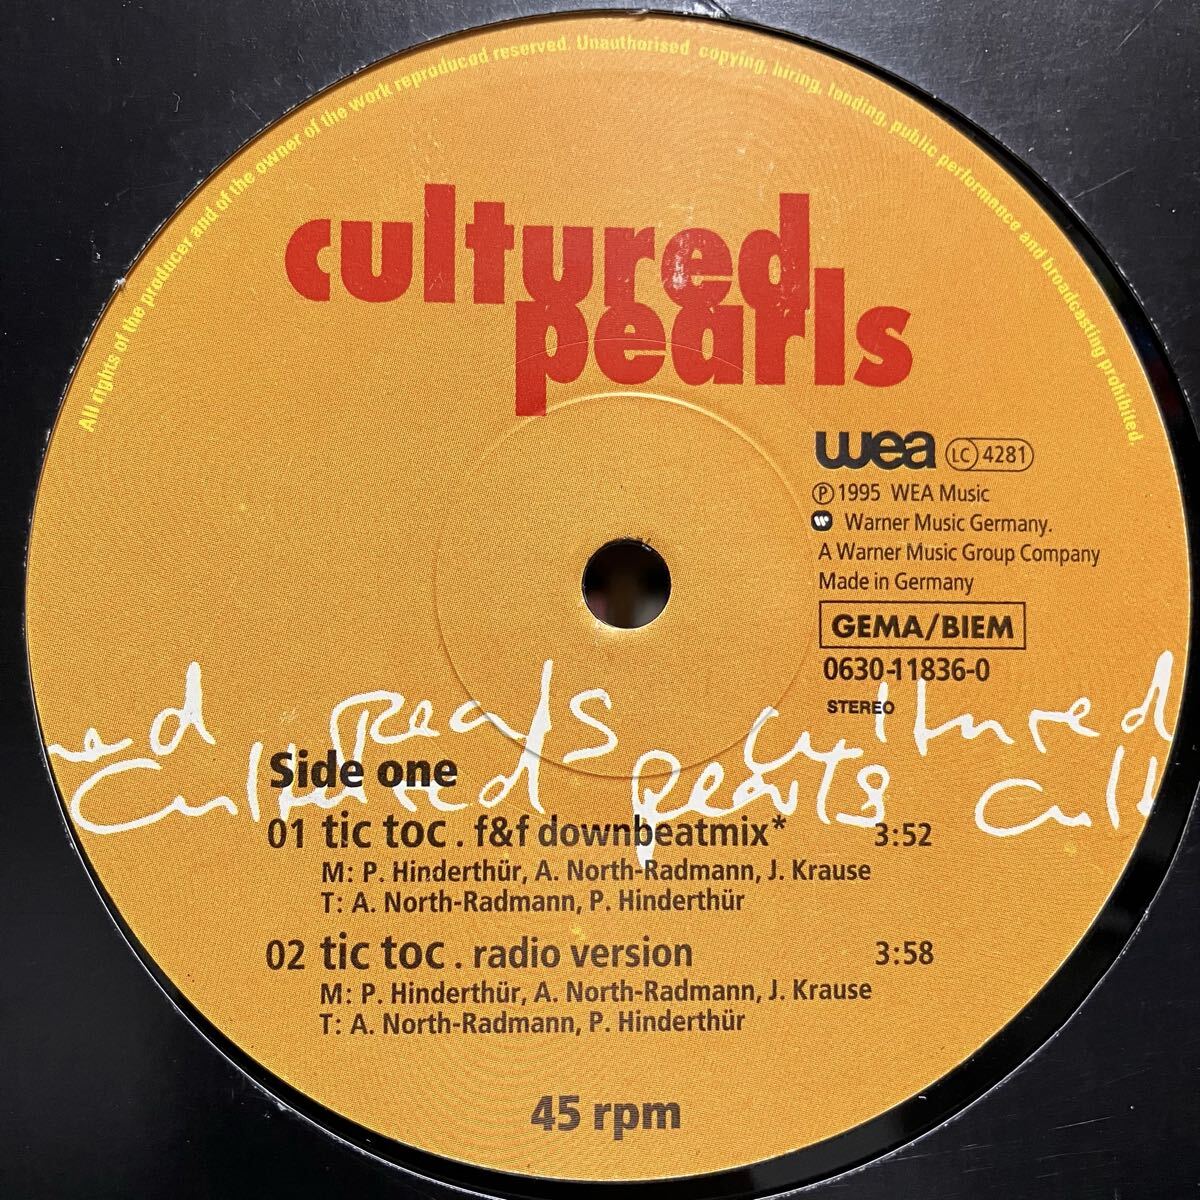 All rights of the producer and of the owner of the work reproduced reserved. Unauthorised copying, hiring, lending, public performance and broadcasting prohibited.
cultured
pearls
wea LC 4281
Ⓟ 1995 WEA Music
Warner Music Germany.
A Warner Music Group Company
Made in Germany
GEMA/BIEM
0630-11836-0
STEREO
ed Pearls Cultured
Cultured Pearls Cult
Side one
01 tic toc . f&f downbeatmix* 3:52
M: P. Hinderthür, A. North-Radmann, J. Krause
T: A. North-Radmann, P. Hinderthür
02 tic toc . radio version 3:58
M: P. Hinderthür, A. North-Radmann, J. Krause
T: A. North-Radmann, P. Hinderthür
45 rpm